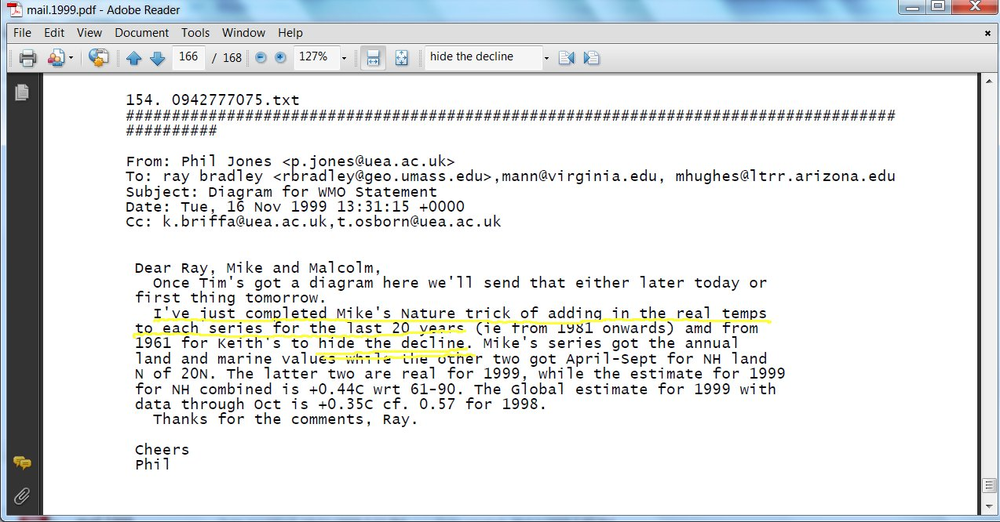 mail.1999.pdf - Adobe Reader
File Edit View Document Tools Window Help
166 / 168 127% hide the decline
154. 0942777075.txt
####################################################################################
##########
From: Phil Jones <p.jones@uea.ac.uk>
To: ray bradley <rbradley@geo.umass.edu>,mann@virginia.edu, mhughes@ltrr.arizona.edu
Subject: Diagram for WMO Statement
Date: Tue, 16 Nov 1999 13:31:15 +0000
Cc: k.briffa@uea.ac.uk,t.osborn@uea.ac.uk
Dear Ray, Mike and Malcolm,
Once Tim's got a diagram here we'll send that either later today or
first thing tomorrow.
I've just completed Mike's Nature trick of adding in the real temps
to each series for the last 20 years (ie from 1981 onwards) amd from
1961 for Keith's to hide the decline. Mike's series got the annual
land and marine values while the other two got April-Sept for NH land
N of 20N. The latter two are real for 1999, while the estimate for 1999
for NH combined is +0.44C wrt 61-90. The Global estimate for 1999 with
data through Oct is +0.35C cf. 0.57 for 1998.
Thanks for the comments, Ray.
Cheers
Phil